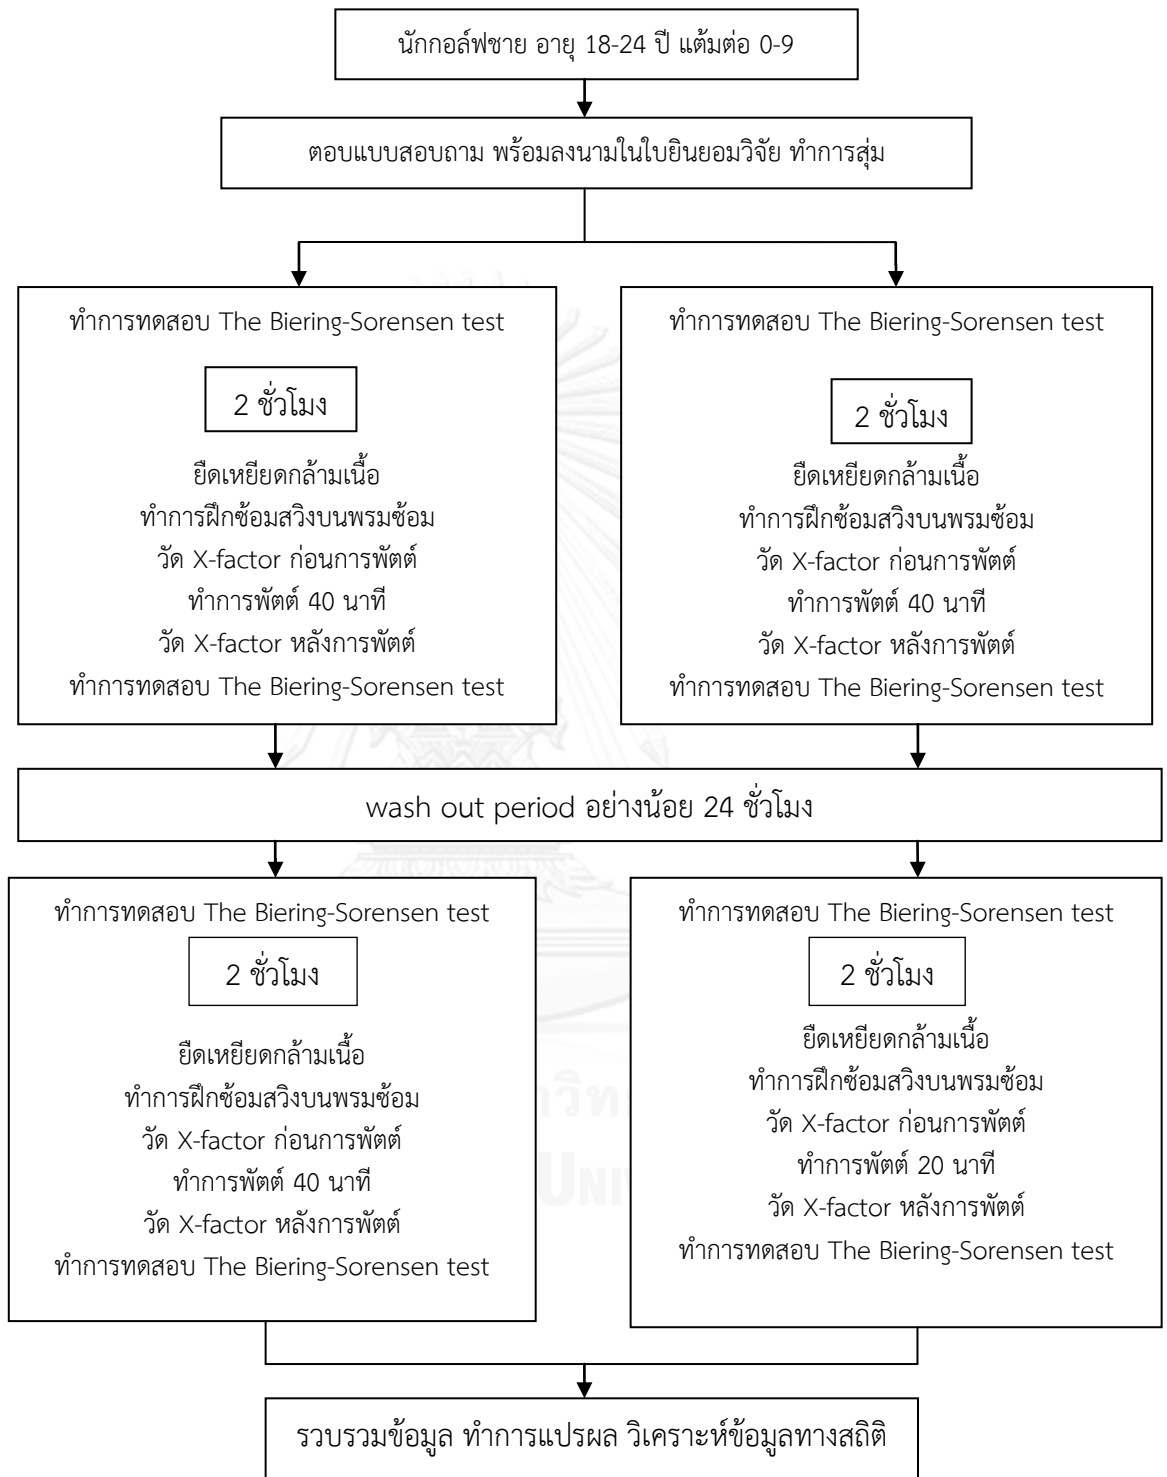 นักกอล์ฟชาย อายุ 18-24 ปี แต้มต่อ 0-9
ตอบแบบสอบถาม พร้อมลงนามในใบยินยอมวิจัย ทำการสุ่ม
ทำการทดสอบ The Biering-Sorensen test
2 ชั่วโมง
ยืดเหยียดกล้ามเนื้อ
ทำการฝึกซ้อมสวิงบนพรมซ้อม
วัด X-factor ก่อนการพัตต์
ทำการพัตต์ 40 นาที
วัด X-factor หลังการพัตต์
ทำการทดสอบ The Biering-Sorensen test
ทำการทดสอบ The Biering-Sorensen test
2 ชั่วโมง
ยืดเหยียดกล้ามเนื้อ
ทำการฝึกซ้อมสวิงบนพรมซ้อม
วัด X-factor ก่อนการพัตต์
ทำการพัตต์ 40 นาที
วัด X-factor หลังการพัตต์
ทำการทดสอบ The Biering-Sorensen test
wash out period อย่างน้อย 24 ชั่วโมง
ทำการทดสอบ The Biering-Sorensen test
2 ชั่วโมง
ยืดเหยียดกล้ามเนื้อ
ทำการฝึกซ้อมสวิงบนพรมซ้อม
วัด X-factor ก่อนการพัตต์
ทำการพัตต์ 40 นาที
วัด X-factor หลังการพัตต์
ทำการทดสอบ The Biering-Sorensen test
ทำการทดสอบ The Biering-Sorensen test
2 ชั่วโมง
ยืดเหยียดกล้ามเนื้อ
ทำการฝึกซ้อมสวิงบนพรมซ้อม
วัด X-factor ก่อนการพัตต์
ทำการพัตต์ 20 นาที
วัด X-factor หลังการพัตต์
ทำการทดสอบ The Biering-Sorensen test
รวบรวมข้อมูล ทำการแปรผล วิเคราะห์ข้อมูลทางสถิติ